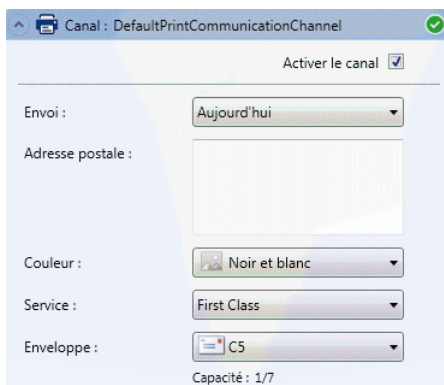 Canal : DefaultPrintCommunicationChannel
Activer le canal
Envoi : Aujourd'hui
Adresse postale :
Couleur : Noir et blanc
Service : First Class
Enveloppe : C5
Capacité : 1/7